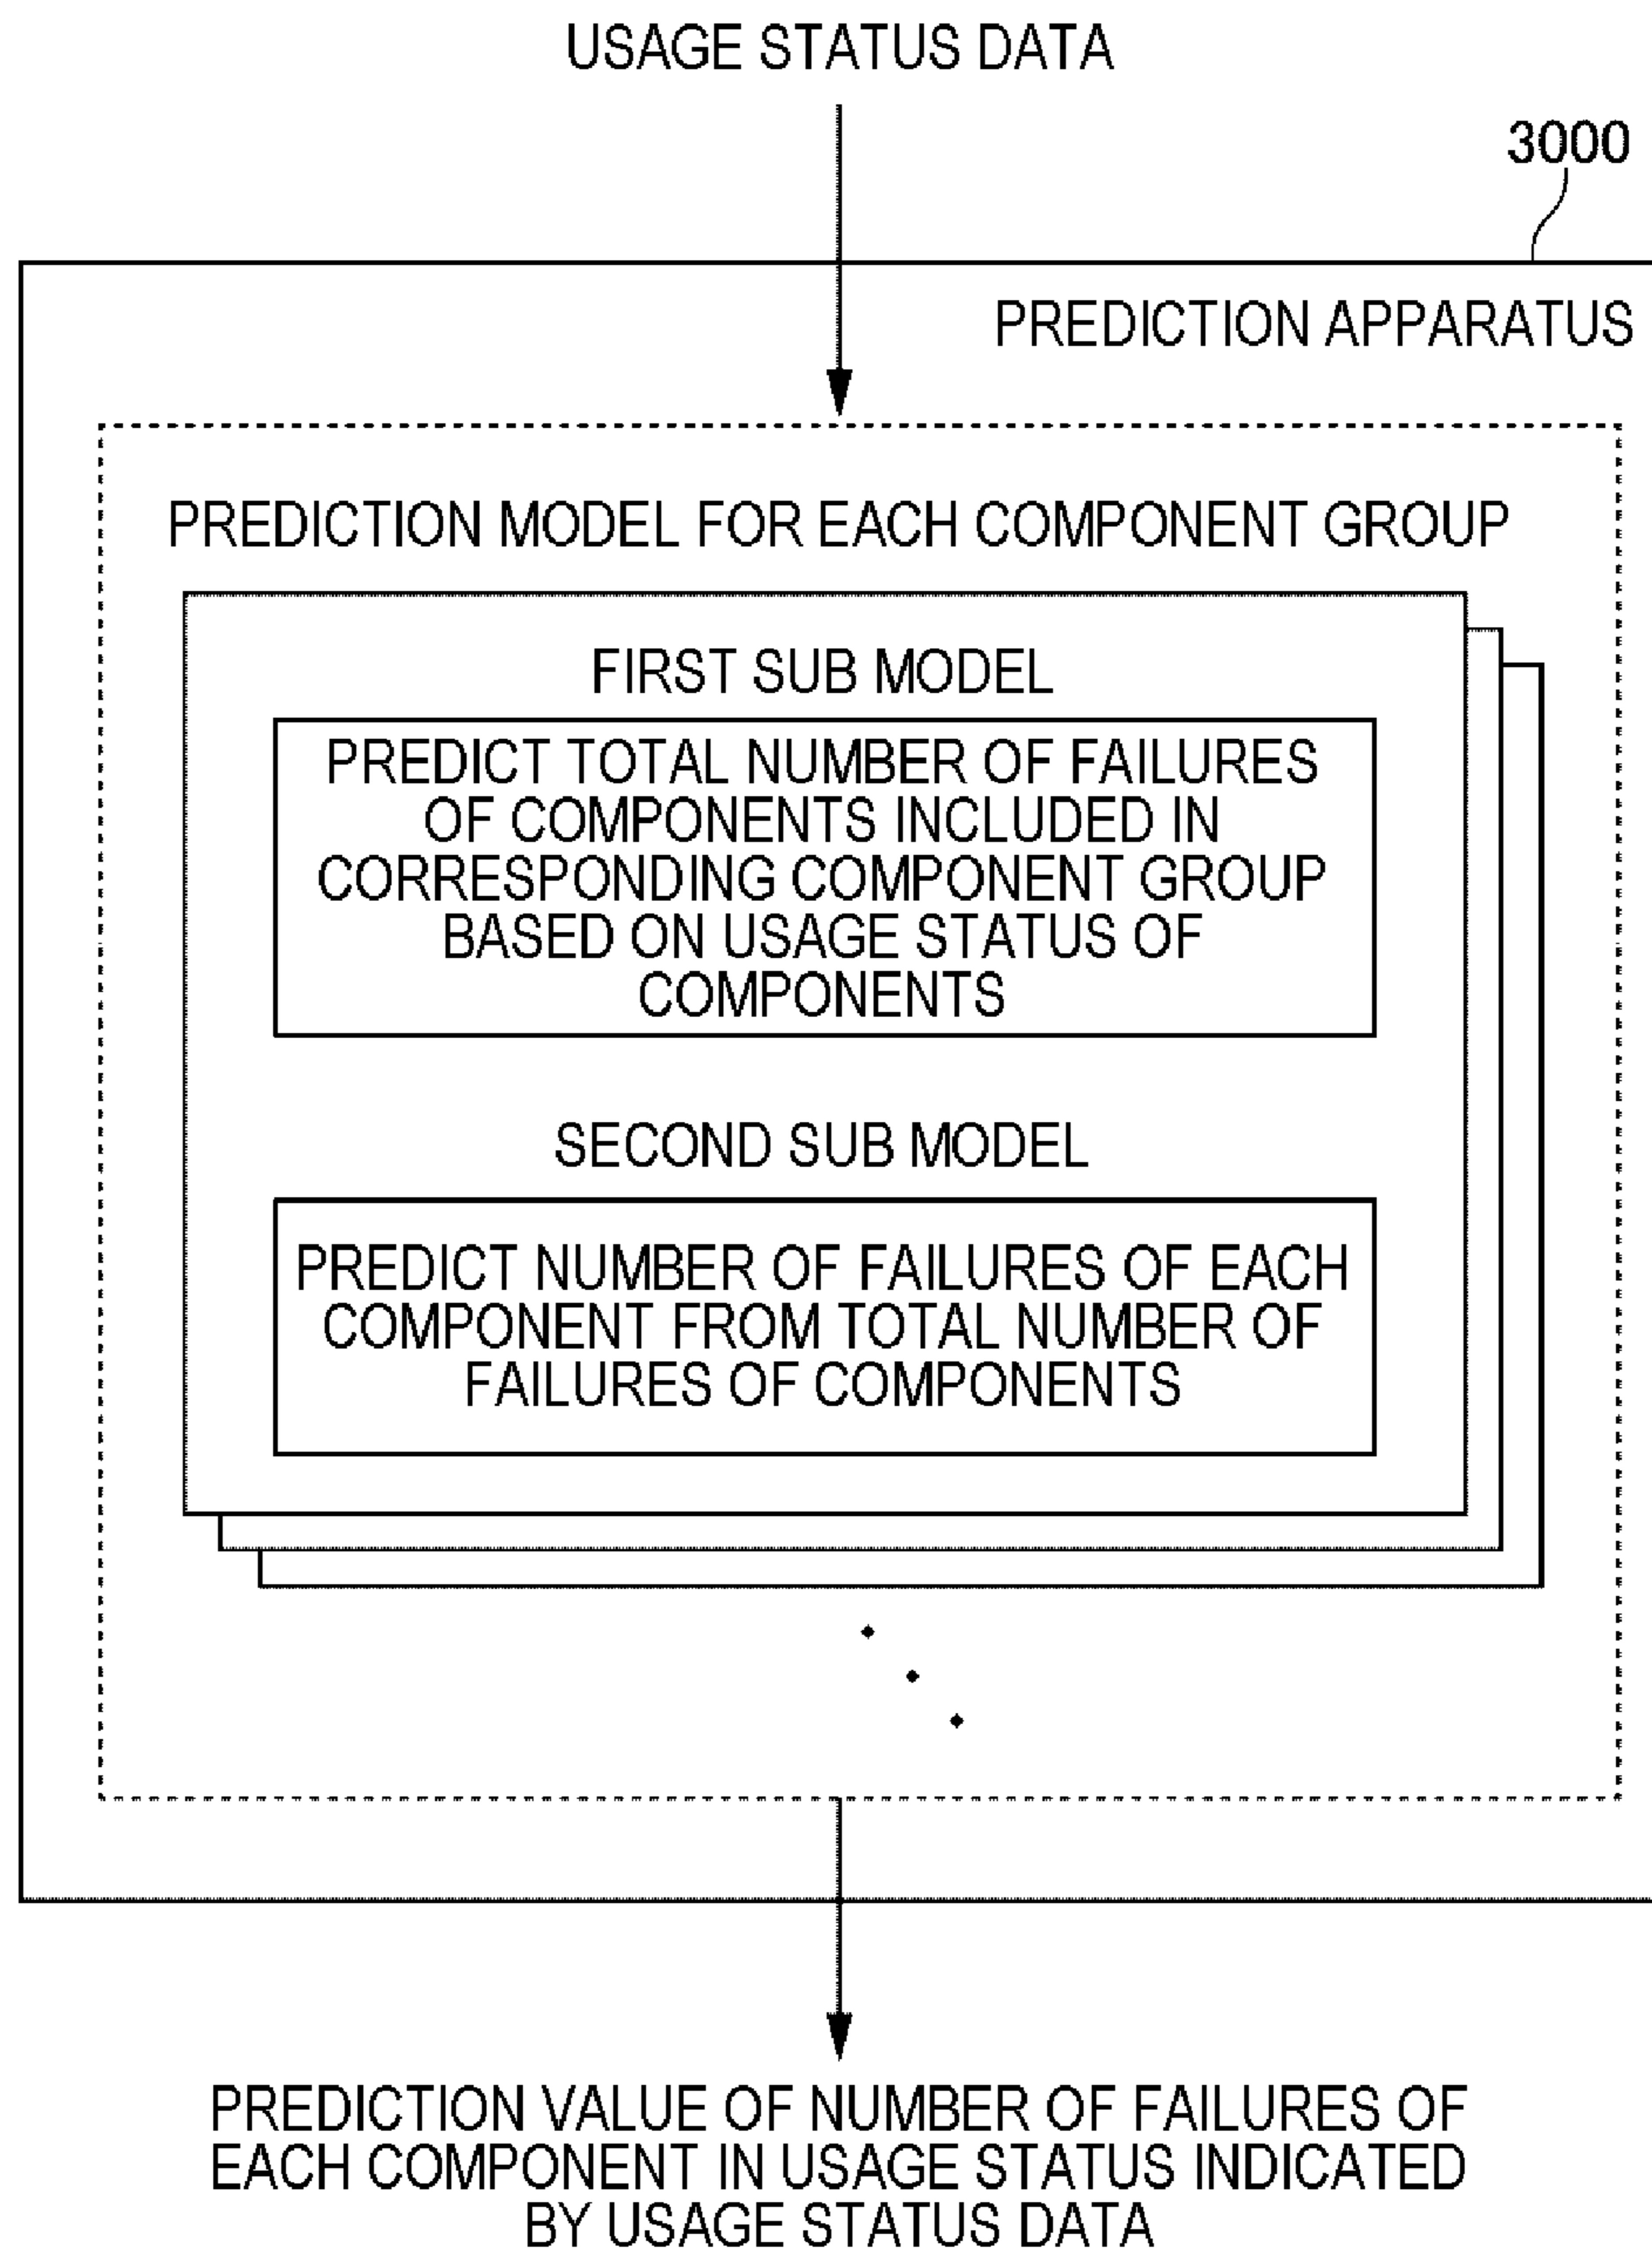 USAGE STATUS DATA
3000
PREDICTION APPARATUS
PREDICTION MODEL FOR EACH COMPONENT GROUP
FIRST SUB MODEL
PREDICT TOTAL NUMBER OF FAILURES
OF COMPONENTS INCLUDED IN
CORRESPONDING COMPONENT GROUP
BASED ON USAGE STATUS OF
COMPONENTS
SECOND SUB MODEL
PREDICT NUMBER OF FAILURES OF EACH
COMPONENT FROM TOTAL NUMBER OF
FAILURES OF COMPONENTS
PREDICTION VALUE OF NUMBER OF FAILURES OF
EACH COMPONENT IN USAGE STATUS INDICATED
BY USAGE STATUS DATA